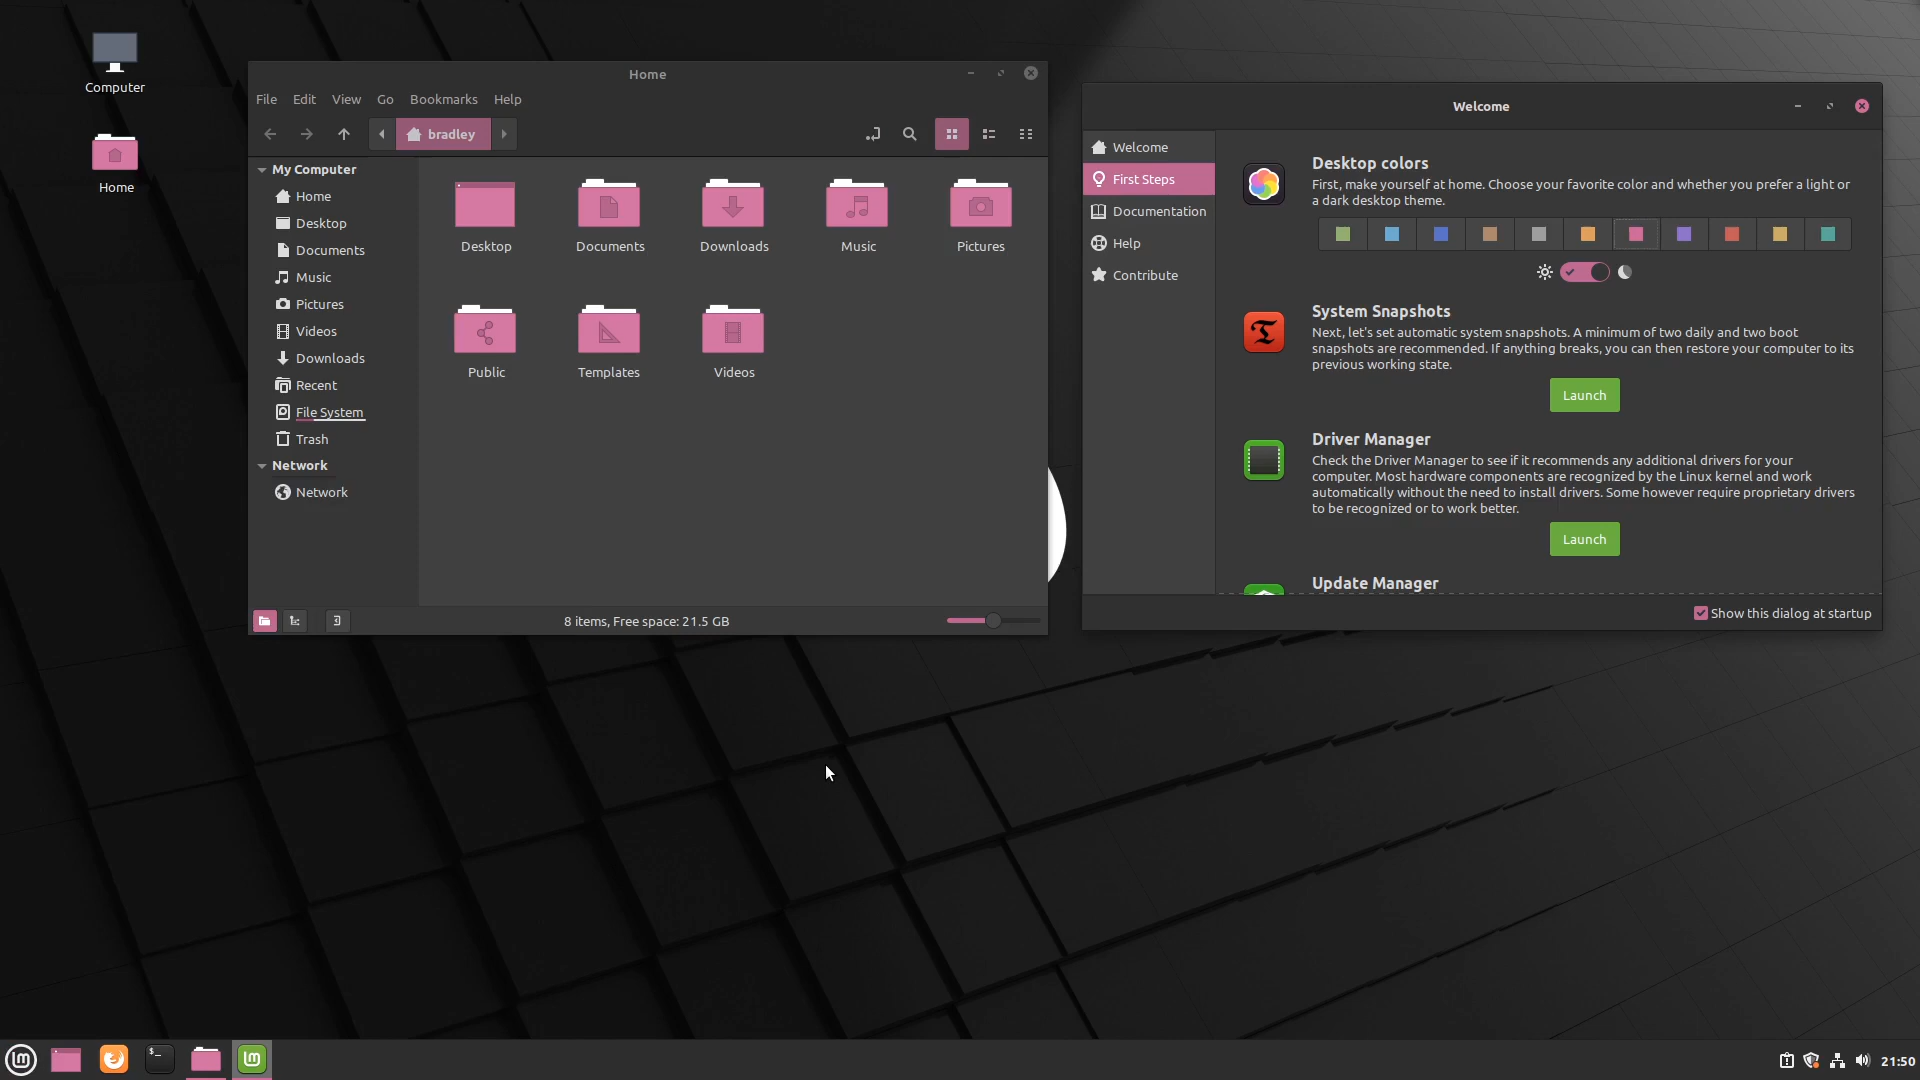 Computer
Home
Home
File Edit View Go Bookmarks Help
bradley
My Computer
Home
Desktop
Documents
Music
Pictures
Videos
Downloads
Recent
File System
Trash
Network
Network
Desktop Documents Downloads Music Pictures
Public Templates Videos
8 items, Free space: 21.5 GB
Welcome
Welcome
First Steps
Documentation
Help
Contribute
Desktop colors
First, make yourself at home. Choose your favorite color and whether you prefer a light or
a dark desktop theme.
System Snapshots
Next, let's set automatic system snapshots. A minimum of two daily and two boot
snapshots are recommended. If anything breaks, you can then restore your computer to its
previous working state.
Launch
Driver Manager
Check the Driver Manager to see if it recommends any additional drivers for your
computer. Most hardware components are recognized by the Linux kernel and work
automatically without the need to install drivers. Some however require proprietary drivers
to be recognized or to work better.
Launch
Update Manager
Show this dialog at startup
21:50